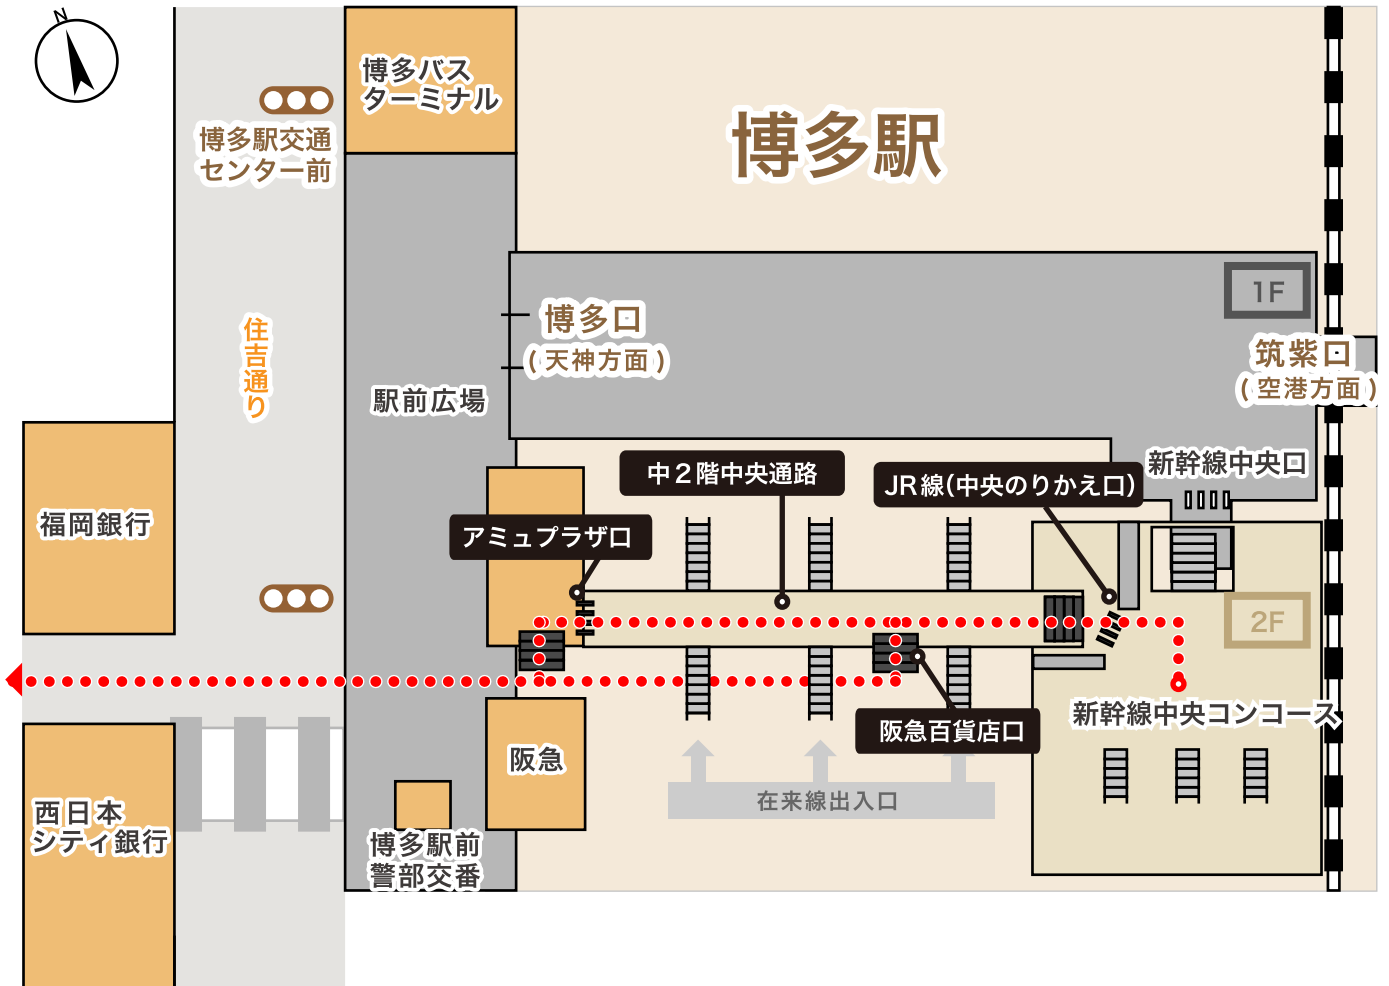 N
博多バス
ターミナル
博多駅交通
センター前
博多駅
1F
博多口
(天神方面)
筑紫口
(空港方面)
住吉通り
駅前広場
新幹線中央口
中2階中央通路
JR線(中央のりかえ口)
アミュプラザ口
福岡銀行
2F
新幹線中央コンコース
阪急百貨店口
阪急
在来線出入口
西日本
シティ銀行
博多駅前
警部交番